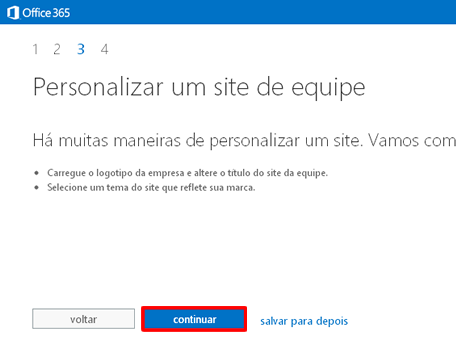 Office 365
1 2 3 4
Personalizar um site de equipe
Há muitas maneiras de personalizar um site. Vamos com
Carregue o logotipo da empresa e altere o título do site da equipe.
Selecione um tema do site que reflete sua marca.
voltar continuar salvar para depois